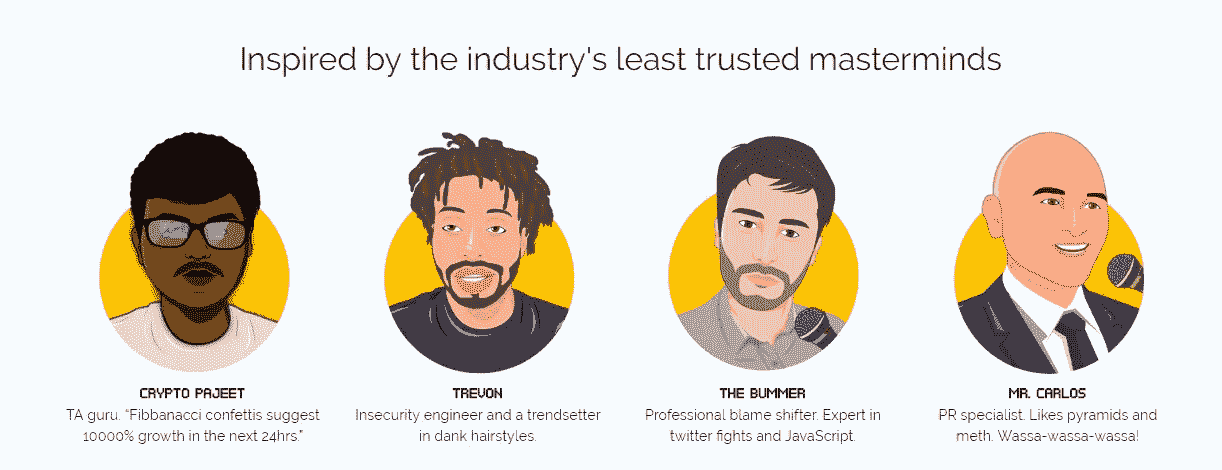 Inspired by the industry's least trusted masterminds
CRYPTO PAJEET
TA guru. "Fibbanacci confettis suggest
10000% growth in the next 24hrs."
TREVON
Insecurity engineer and a trendsetter
in dank hairstyles.
THE BUMMER
Professional blame shifter. Expert in
twitter fights and JavaScript.
MR. CARLOS
PR specialist. Likes pyramids and
meth. Wassa-wassa-wassa!